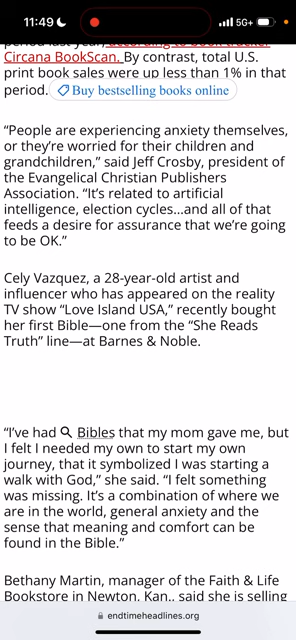 11:49
5G+
period last year, according to book tracker
Circana BookScan. By contrast, total U.S.
print book sales were up less than 1% in that
period. Buy bestselling books online
“People are experiencing anxiety themselves,
or they’re worried for their children and
grandchildren,” said Jeff Crosby, president of
the Evangelical Christian Publishers
Association. “It’s related to artificial
intelligence, election cycles…and all of that
feeds a desire for assurance that we’re going
to be OK.”
Cely Vazquez, a 28-year-old artist and
influencer who has appeared on the reality
TV show “Love Island USA,” recently bought
her first Bible—one from the “She Reads
Truth” line—at Barnes & Noble.
“I’ve had Bibles that my mom gave me, but
I felt I needed my own to start my own
journey, that it symbolized I was starting a
walk with God,” she said. “I felt something
was missing. It’s a combination of where we
are in the world, general anxiety and the
sense that meaning and comfort can be
found in the Bible.”
Bethany Martin, manager of the Faith & Life
Bookstore in Newton, Kan., said she is selling
endtimeheadlines.org